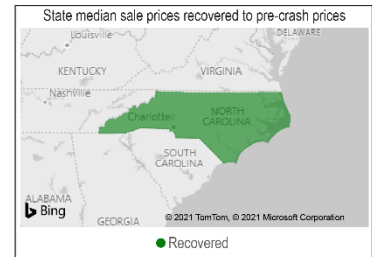 State median sale prices recovered to pre-crash prices
Louisville
DELAWARE
KENTUCKY
VIRGINIA
Nashville
Charlotte
NORTH
CAROLINA
SOUTH
CAROLINA
ALABAMA
Bing
GEORGIA
© 2021 TomTom, © 2021 Microsoft Corporation
Recovered